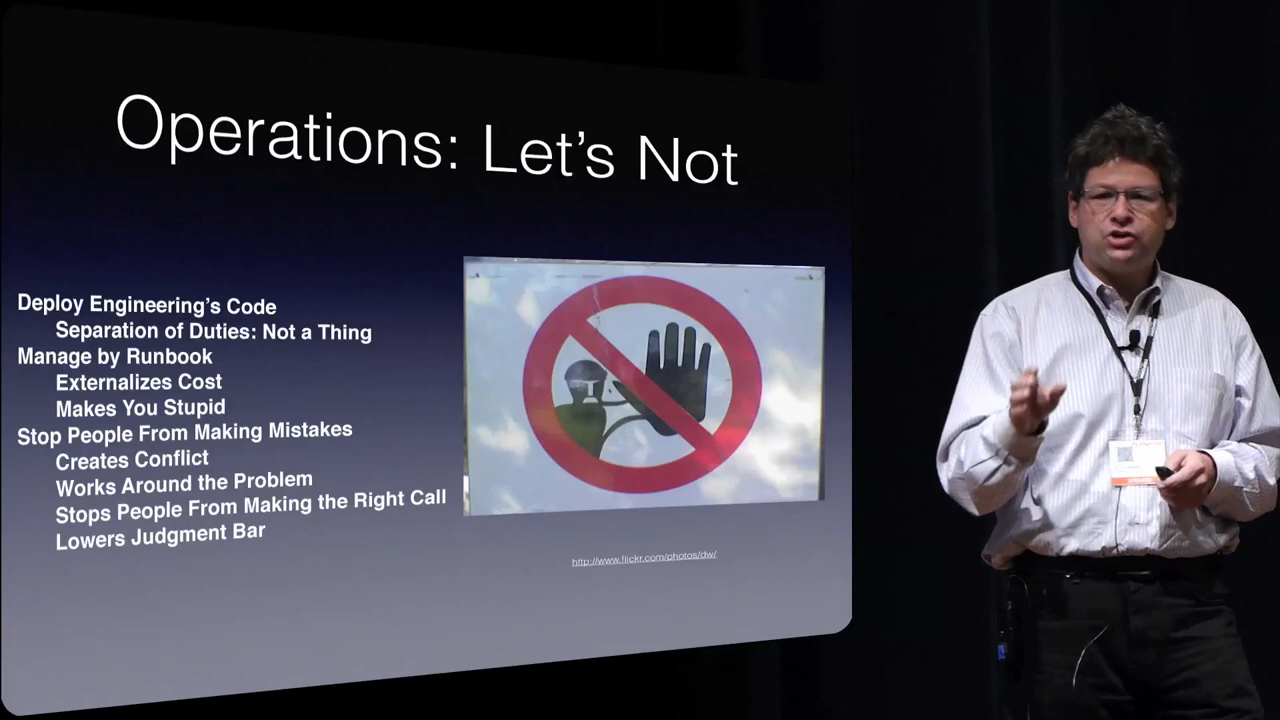 Operations: Let's Not
Deploy Engineering's Code
Separation of Duties: Not a Thing
Manage by Runbook
Externalizes Cost
Makes You Stupid
Stop People From Making Mistakes
Creates Conflict
Works Around the Problem
Stops People From Making the Right Call
Lowers Judgment Bar
http://www.flickr.com/photos/dw/